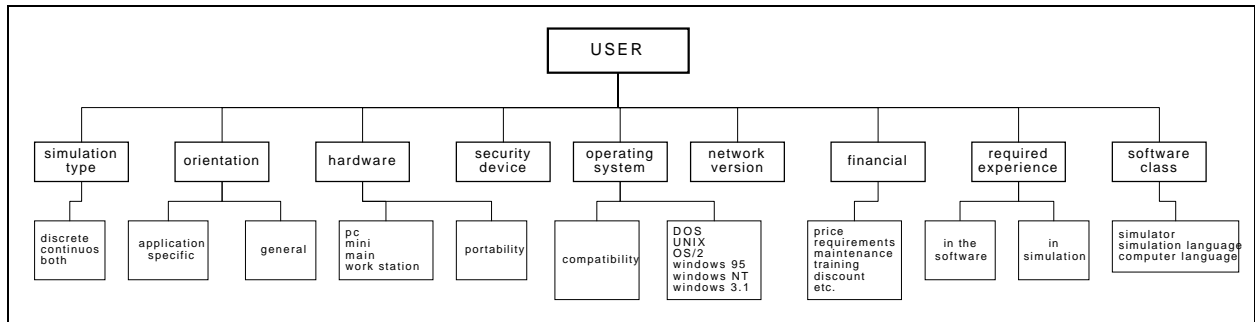 USER
simulation
type
orientation
hardware
security
device
operating
system
network
version
financial
required
experience
software
class
discrete
continuos
both
application
specific
general
pc
mini
main
work station
portability
compatibility
DOS
UNIX
OS/2
windows 95
windows NT
windows 3.1
price
requirements
maintenance
training
discount
etc.
in the
software
in
simulation
simulator
simulation language
computer language